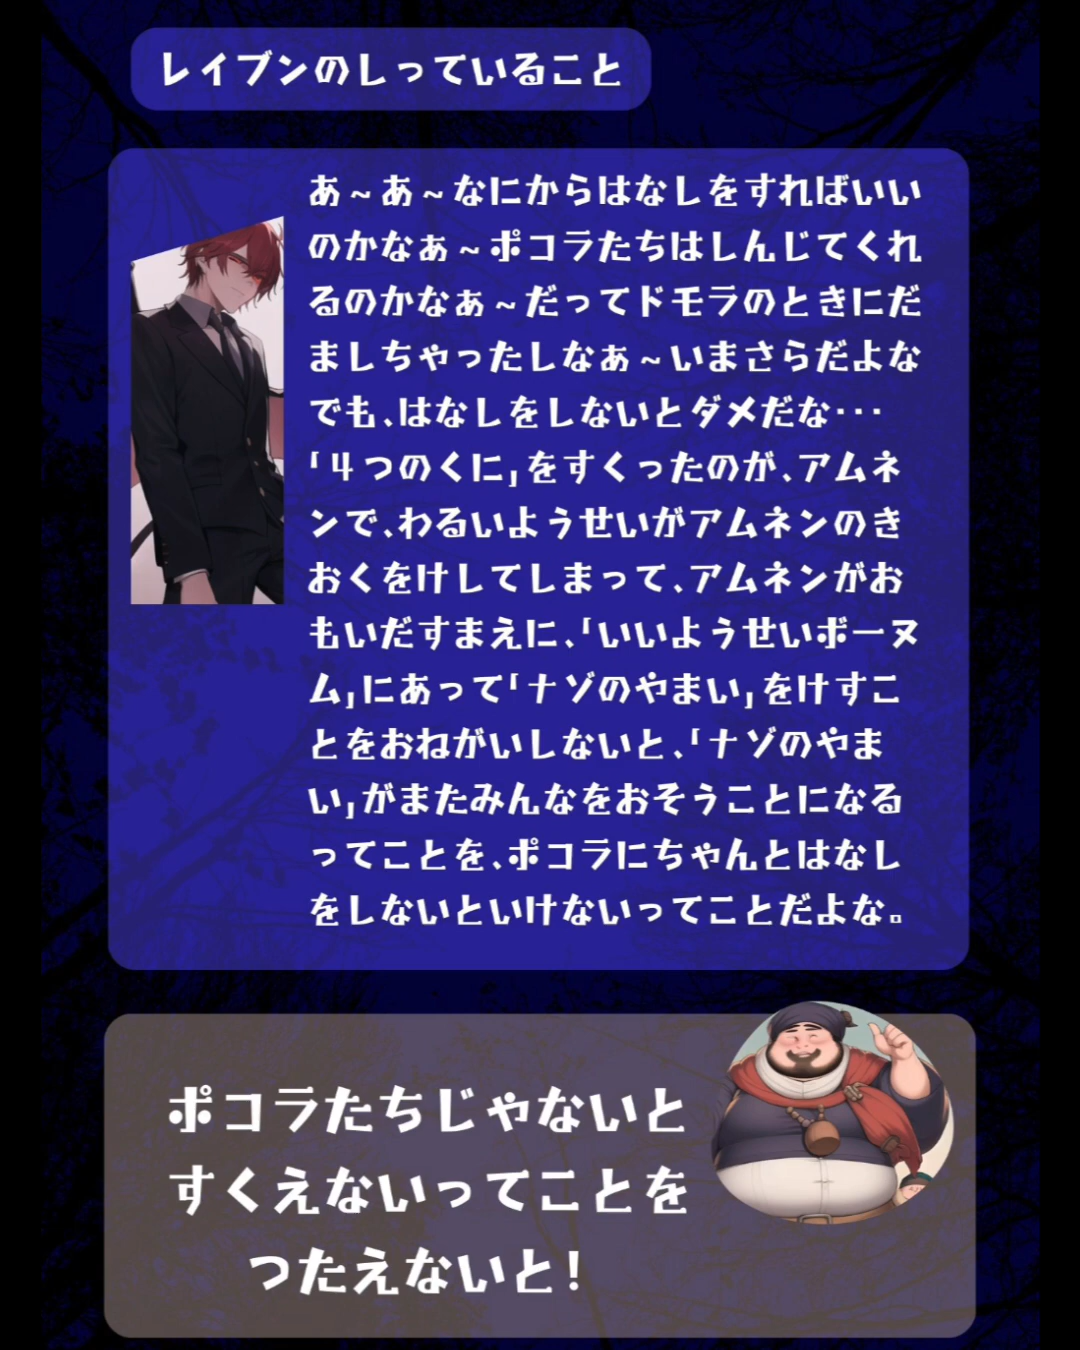 レイブンのしっていること
あ~あ~なにからはなしをすればいい
のかなぁ~ポコラたちはしんじてくれ
るのかなぁ~だってドモラのときにだ
ましちゃったしなぁ~いまさらだよな
でも、はなしをしないとダメだな･･･
「4つのくに」をすくったのが、アムネ
ンで、わるいようせいがアムネンのき
おくをけしてしまって、アムネンがお
もいだすまえに、「いいようせいボーヌ
ム」にあって「ナゾのやまい」をけすこ
とをおねがいしないと、「ナゾのやま
い」がまたみんなをおそうことになる
ってことを、ポコラにちゃんとはなし
をしないといけないってことだよな。
ポコラたちじゃないと
すくえないってことを
つたえないと!